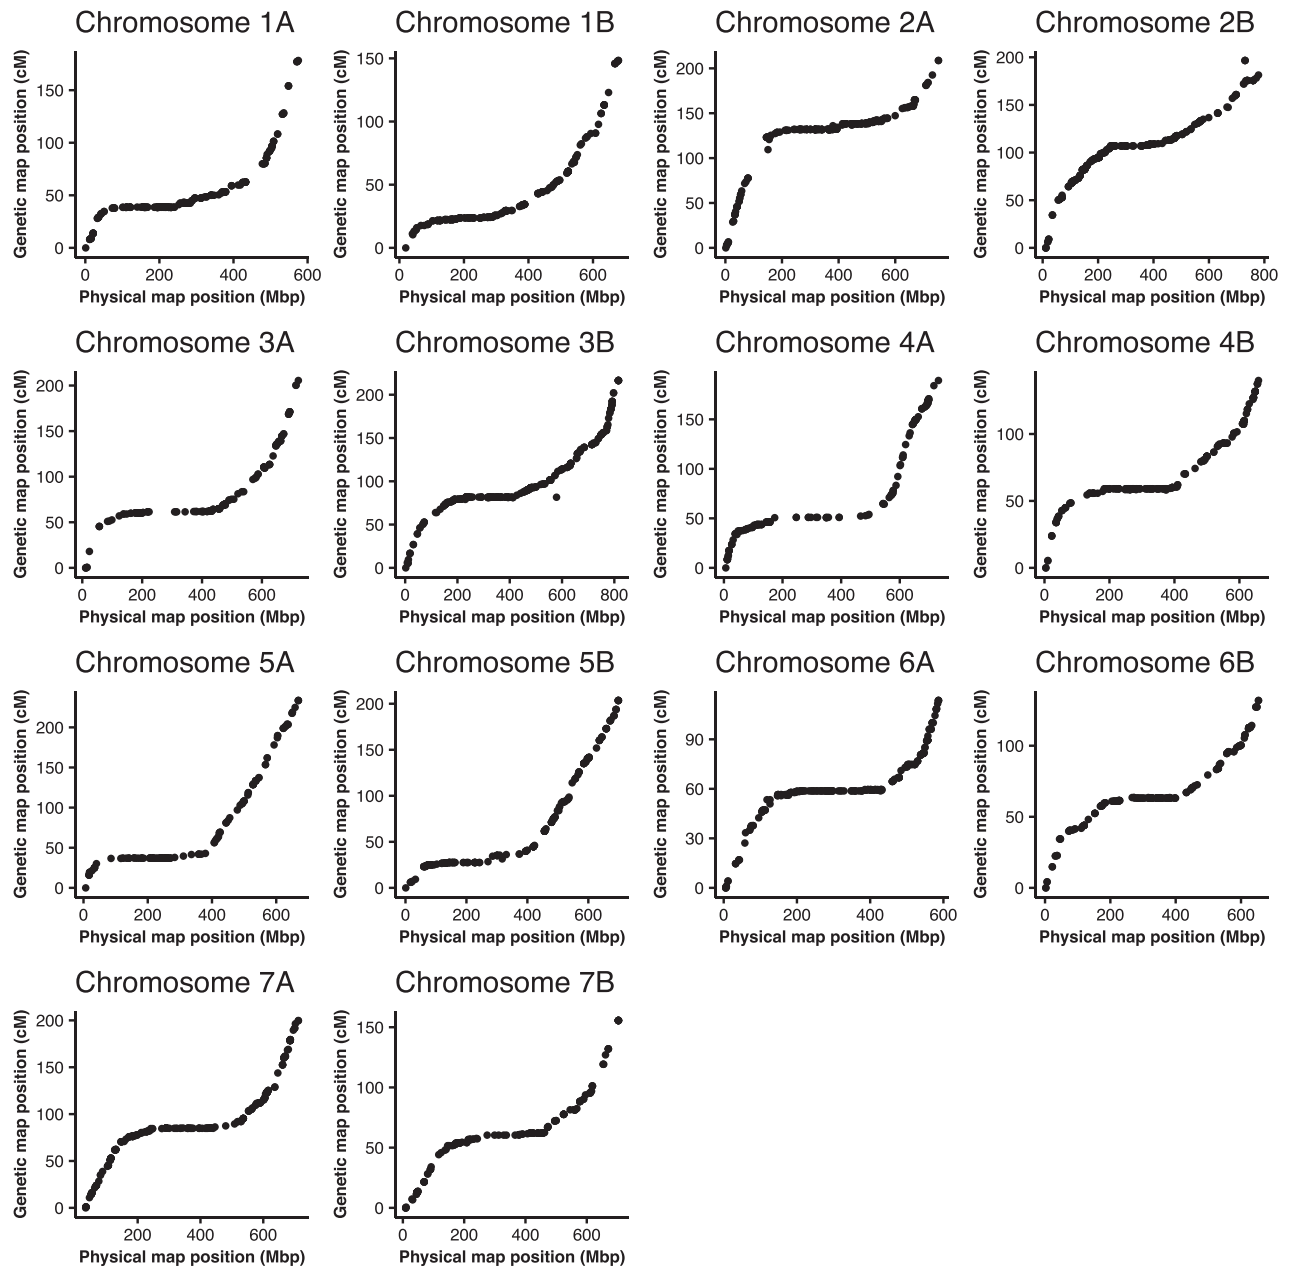 Chromosome 1A
Genetic map position (cM)
150
100
50
0
0
200
400
600
Physical map position (Mbp)
Chromosome 1B
Genetic map position (cM)
150
100
50
0
0
200
400
600
Physical map position (Mbp)
Chromosome 2A
Genetic map position (cM)
200
150
100
50
0
0
200
400
600
Physical map position (Mbp)
Chromosome 2B
Genetic map position (cM)
200
150
100
50
0
0
200
400
600
800
Physical map position (Mbp)
Chromosome 3A
Genetic map position (cM)
200
150
100
50
0
0
200
400
600
Physical map position (Mbp)
Chromosome 3B
Genetic map position (cM)
200
150
100
50
0
0
200
400
600
800
Physical map position (Mbp)
Chromosome 4A
Genetic map position (cM)
150
100
50
0
0
200
400
600
Physical map position (Mbp)
Chromosome 4B
Genetic map position (cM)
100
50
0
0
200
400
600
Physical map position (Mbp)
Chromosome 5A
Genetic map position (cM)
200
150
100
50
0
0
200
400
600
Physical map position (Mbp)
Chromosome 5B
Genetic map position (cM)
200
150
100
50
0
0
200
400
600
Physical map position (Mbp)
Chromosome 6A
Genetic map position (cM)
90
60
30
0
0
200
400
600
Physical map position (Mbp)
Chromosome 6B
Genetic map position (cM)
100
50
0
0
200
400
600
Physical map position (Mbp)
Chromosome 7A
Genetic map position (cM)
200
150
100
50
0
200
400
600
Physical map position (Mbp)
Chromosome 7B
Genetic map position (cM)
150
100
50
0
0
200
400
600
Physical map position (Mbp)